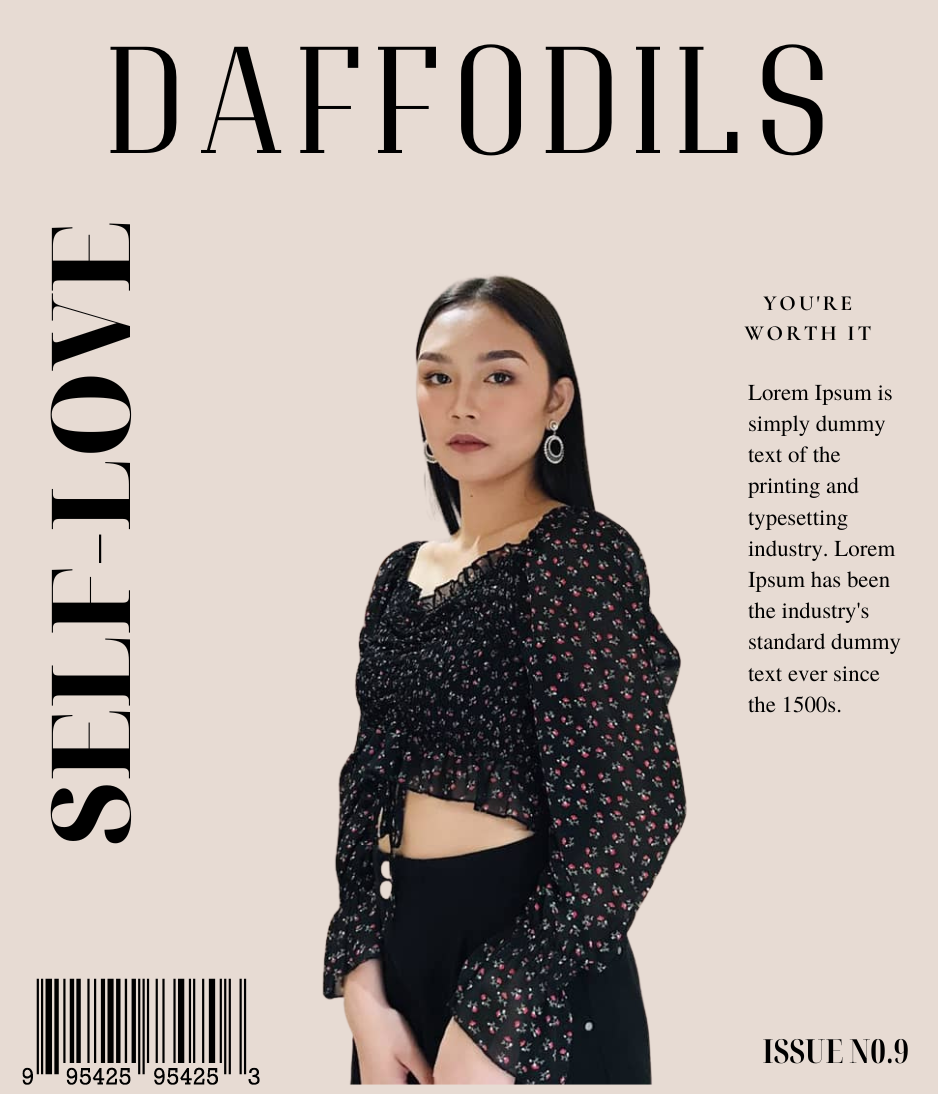 DAFFODILS
SELF-LOVE
YOU'RE
WORTH IT
Lorem Ipsum is
simply dummy
text of the
printing and
typesetting
industry. Lorem
Ipsum has been
the industry's
standard dummy
text ever since
the 1500s.
9 95425 95425 3
ISSUE N0.9